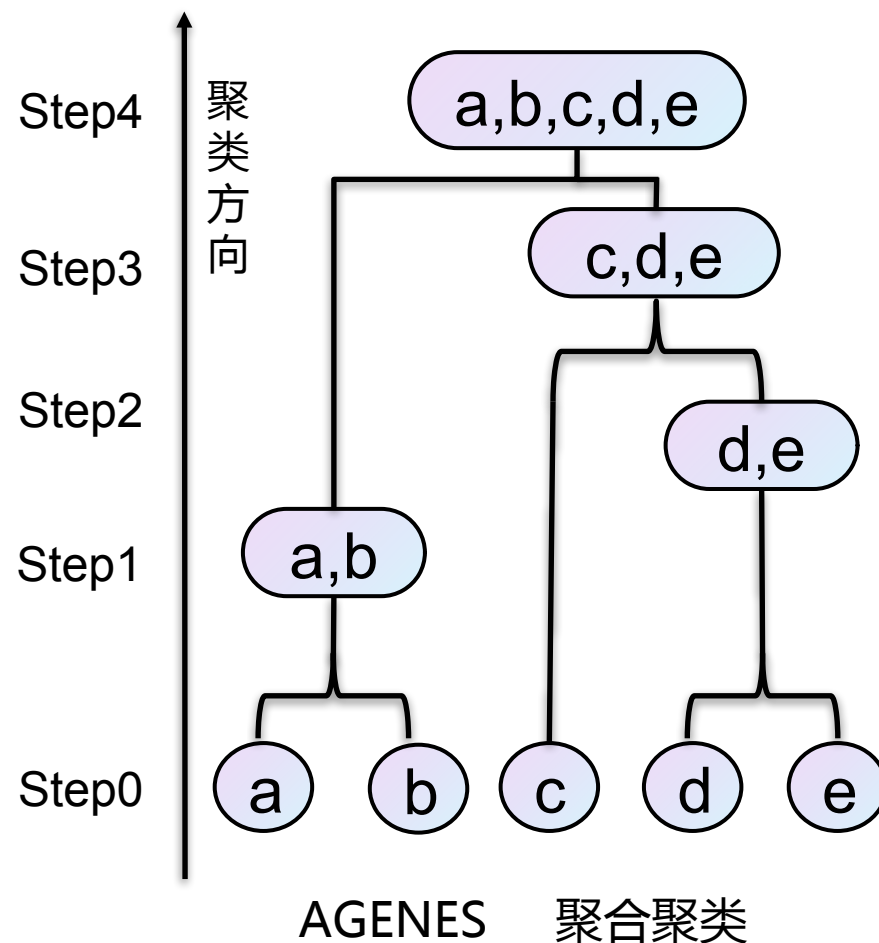 Step4
聚类方向
a,b,c,d,e
Step3
c,d,e
Step2
d,e
Step1
a,b
Step0
a
b
c
d
e
AGENES 聚合聚类